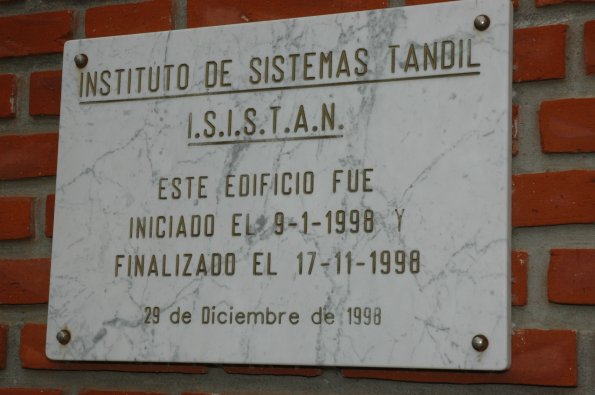 INSTITUTO DE SISTEMAS TANDIL
I.S.I.S.T.A.N.
ESTE EDIFICIO FUE
INICIADO EL 9-1-1998 Y
FINALIZADO EL 17-11-1998
29 de Diciembre de 1998